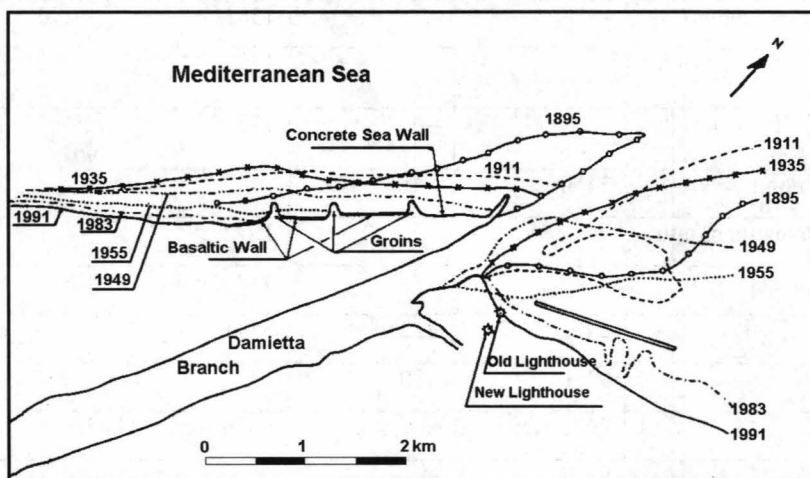 N
Mediterranean Sea
1895
Concrete Sea Wall
1911
1935
1911
1935
1895
1991
1983
Basaltic Wall
Groins
1949
1955
1949
1955
Damietta
Branch
Old Lighthouse
New Lighthouse
1983
1991
0 1 2 km